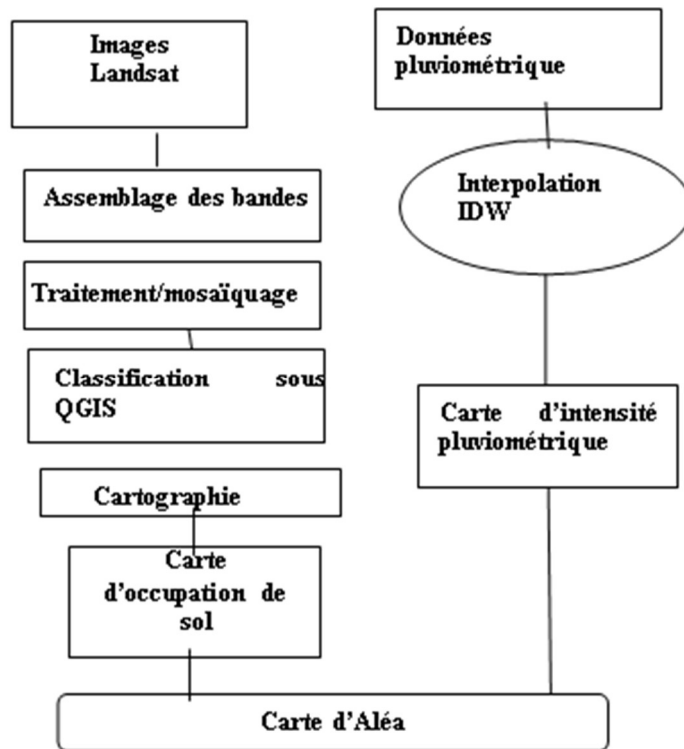 Images
Landsat
Assemblage des bandes
Traitement/mosaïquage
Classification sous
QGIS
Cartographie
Carte
d'occupation de
sol
Données
pluviométrique
Interpolation
IDW
Carte d'intensité
pluviométrique
Carte d'Aléa